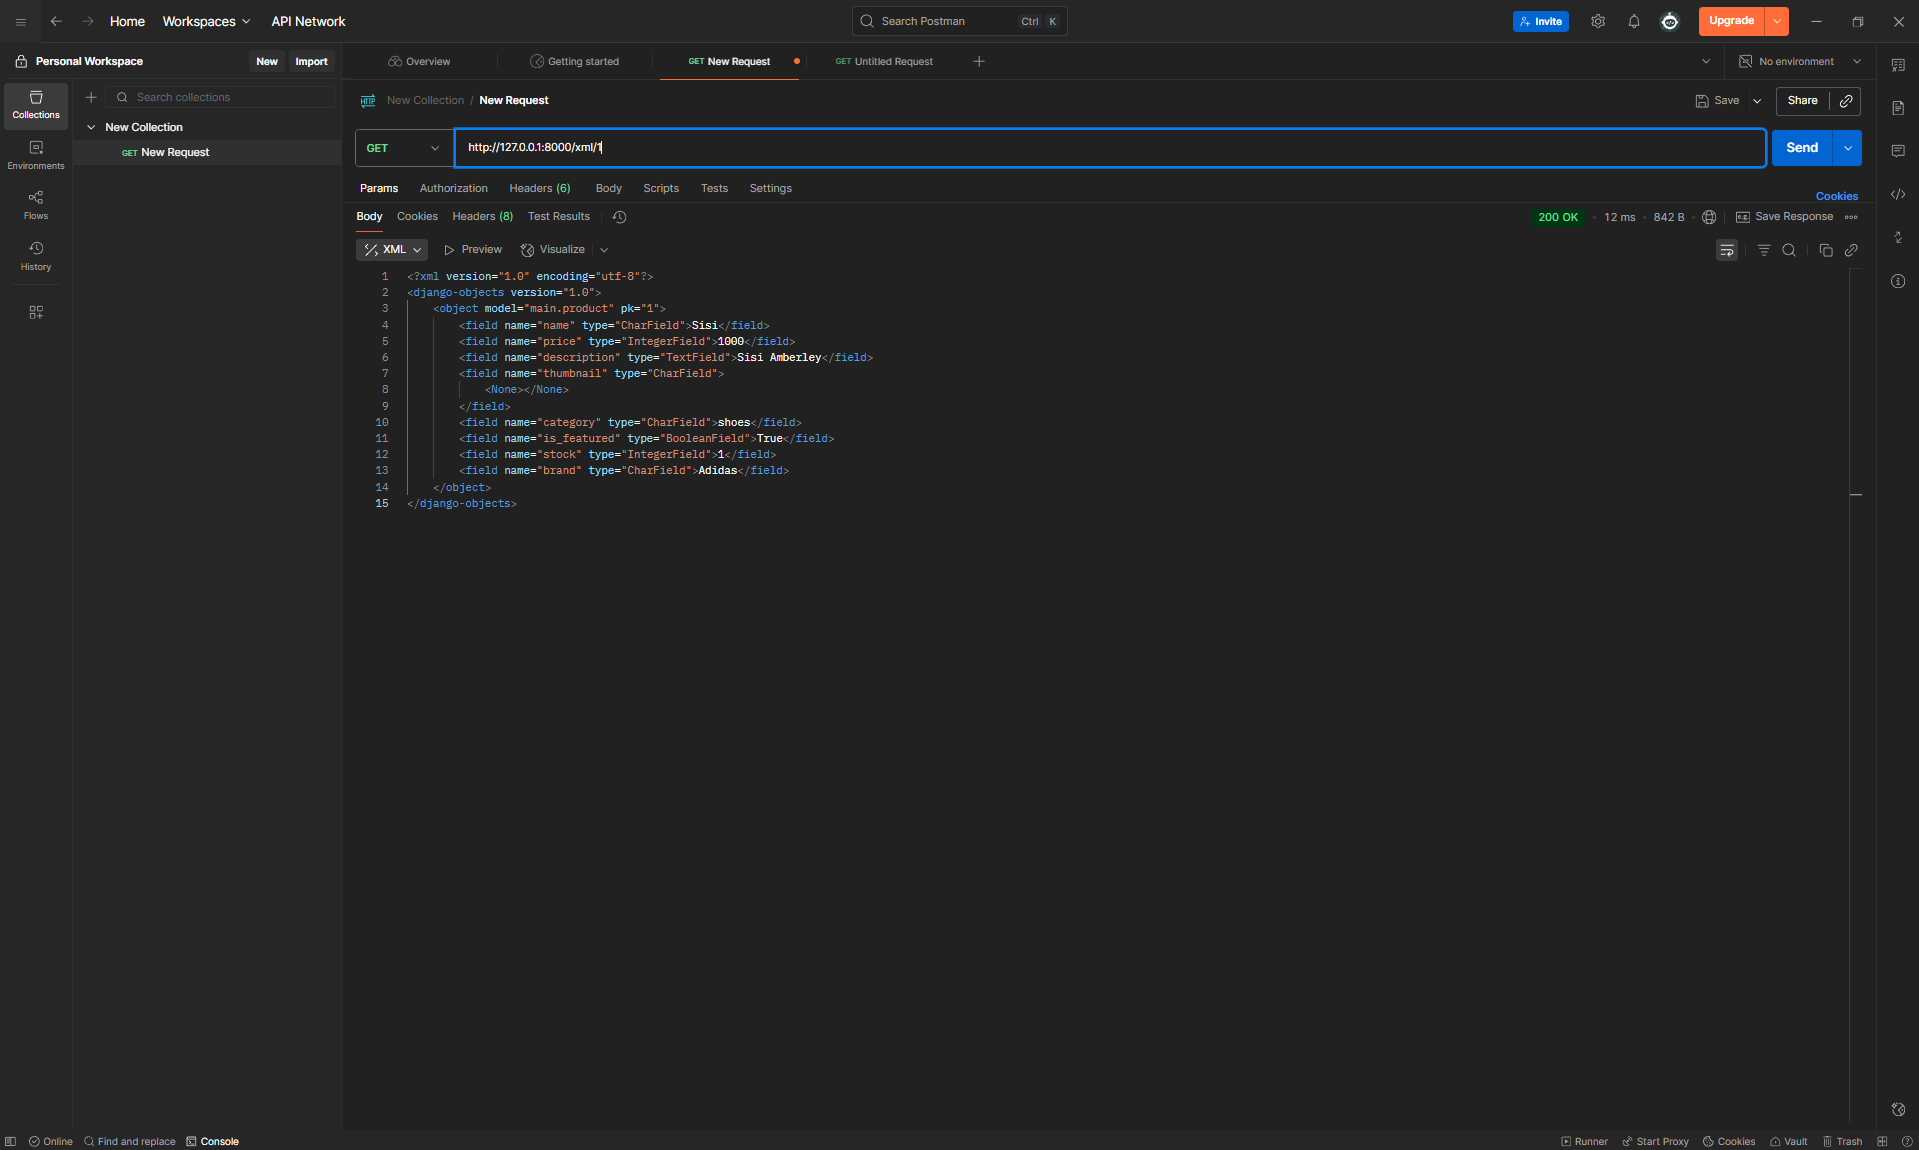 Home Workspaces API Network Search Postman Ctrl K Invite Upgrade
Personal Workspace New Import Overview Getting started GET New Request GET Untitled Request No environment
Collections
Search collections
New Collection
GET New Request
Environments
Flows
History
HTTP New Collection / New Request Save Share
GET http://127.0.0.1:8000/xml/1 Send
Params Authorization Headers (6) Body Scripts Tests Settings Cookies
Body Cookies Headers (8) Test Results 200 OK 12 ms 842 B Save Response
XML Preview Visualize
1 <?xml version="1.0" encoding="utf-8"?>
2 <django-objects version="1.0">
3 <object model="main.product" pk="1">
4 <field name="name" type="CharField">Sisi</field>
5 <field name="price" type="IntegerField">1000</field>
6 <field name="description" type="TextField">Sisi Amberley</field>
7 <field name="thumbnail" type="CharField">
8 <None></None>
9 </field>
10 <field name="category" type="CharField">shoes</field>
11 <field name="is_featured" type="BooleanField">True</field>
12 <field name="stock" type="IntegerField">1</field>
13 <field name="brand" type="CharField">Adidas</field>
14 </object>
15 </django-objects>
Online Find and replace Console Runner Start Proxy Cookies Vault Trash